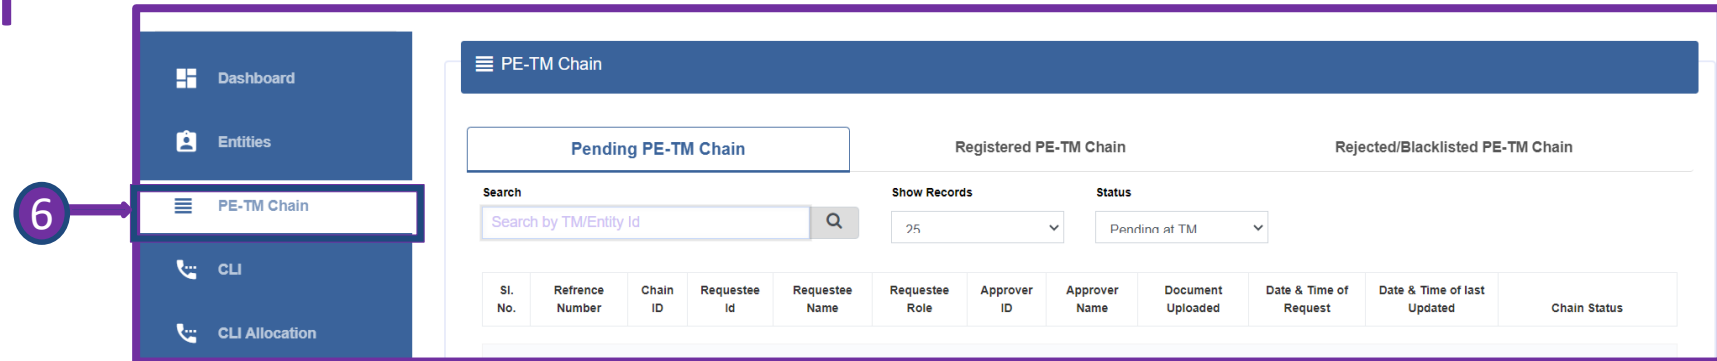 Dashboard
Entities
6
PE-TM Chain
CLI
CLI Allocation
PE-TM Chain
Pending PE-TM Chain Registered PE-TM Chain Rejected/Blacklisted PE-TM Chain
Search Show Records Status
Search by TM/Entity Id 25 Pending at TM
Sl. No. Refrence Number Chain ID Requestee Id Requestee Name Requestee Role Approver ID Approver Name Document Uploaded Date & Time of Request Date & Time of last Updated Chain Status